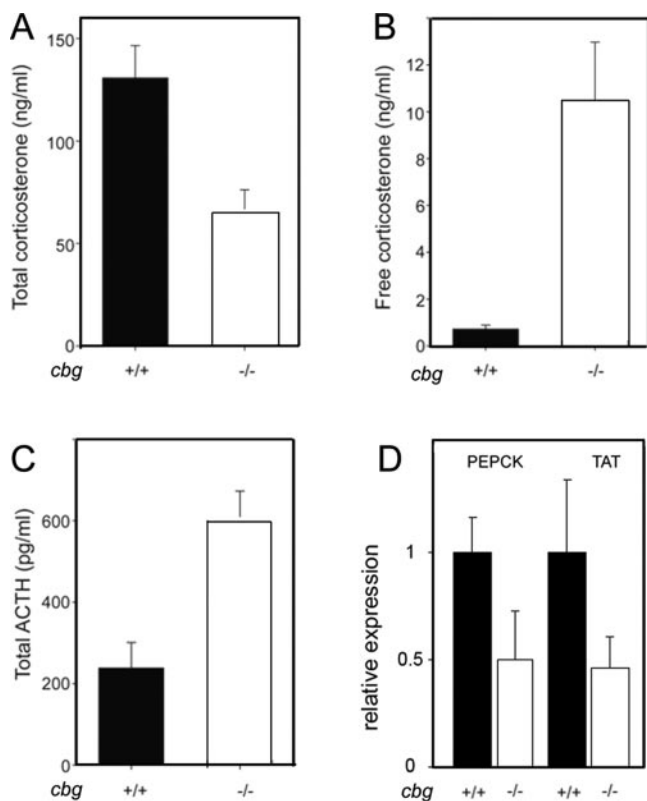 A
Total corticosterone (ng/ml)
150
100
50
0
cbg +/+ -/-
B
Free corticosterone (ng/ml)
12
10
8
6
4
2
0
cbg +/+ -/-
C
Total ACTH (pg/ml)
600
400
200
0
cbg +/+ -/-
D
PEPCK TAT
relative expression
1
0.5
0
cbg +/+ -/- +/+ -/-